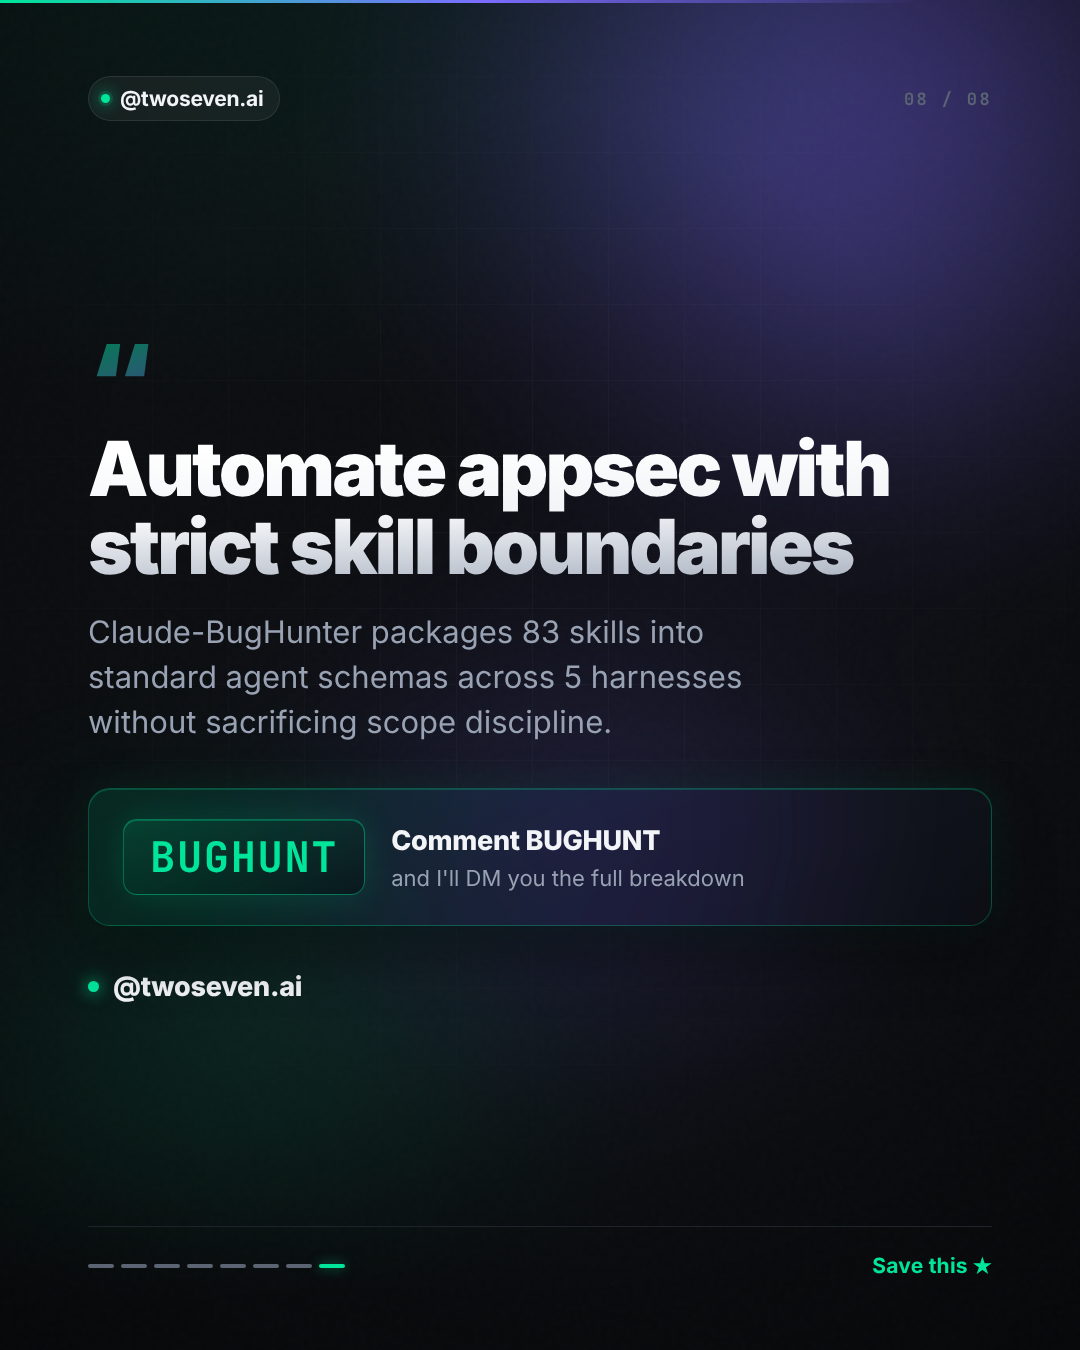 @twoseven.ai
08 / 08
“
Automate appsec with
strict skill boundaries
Claude-BugHunter packages 83 skills into
standard agent schemas across 5 harnesses
without sacrificing scope discipline.
BUGHUNT
Comment BUGHUNT
and I'll DM you the full breakdown
@twoseven.ai
Save this ★